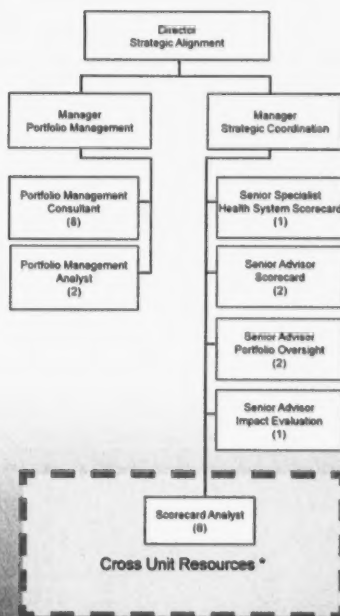 Director
Strategic Alignment
Manager
Portfolio Management
Manager
Strategic Coordination
Portfolio Management
Consultant
(8)
Portfolio Management
Analyst
(2)
Senior Specialist
Health System Scorecard
(1)
Senior Advisor
Scorecard
(2)
Senior Advisor
Portfolio Oversight
(2)
Senior Advisor
Impact Evaluation
(1)
Scorecard Analyst
(8)
Cross Unit Resources *